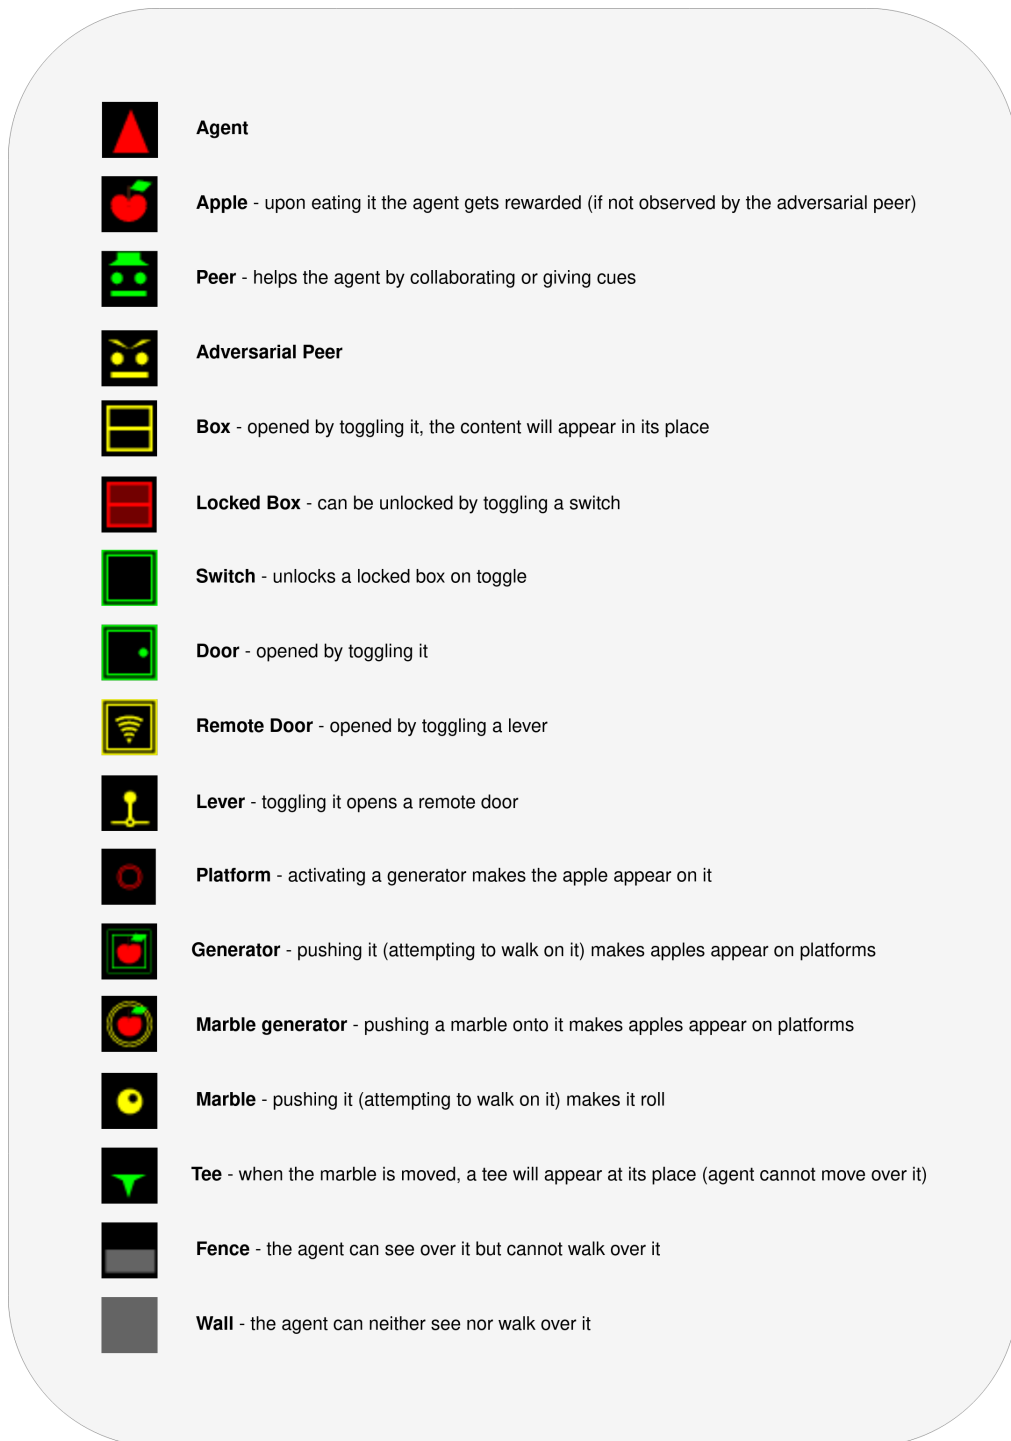 Agent
Apple - upon eating it the agent gets rewarded (if not observed by the adversarial peer)
Peer - helps the agent by collaborating or giving cues
Adversarial Peer
Box - opened by toggling it, the content will appear in its place
Locked Box - can be unlocked by toggling a switch
Switch - unlocks a locked box on toggle
Door - opened by toggling it
Remote Door - opened by toggling a lever
Lever - toggling it opens a remote door
Platform - activating a generator makes the apple appear on it
Generator - pushing it (attempting to walk on it) makes apples appear on platforms
Marble generator - pushing a marble onto it makes apples appear on platforms
Marble - pushing it (attempting to walk on it) makes it roll
Tee - when the marble is moved, a tee will appear at its place (agent cannot move over it)
Fence - the agent can see over it but cannot walk over it
Wall - the agent can neither see nor walk over it